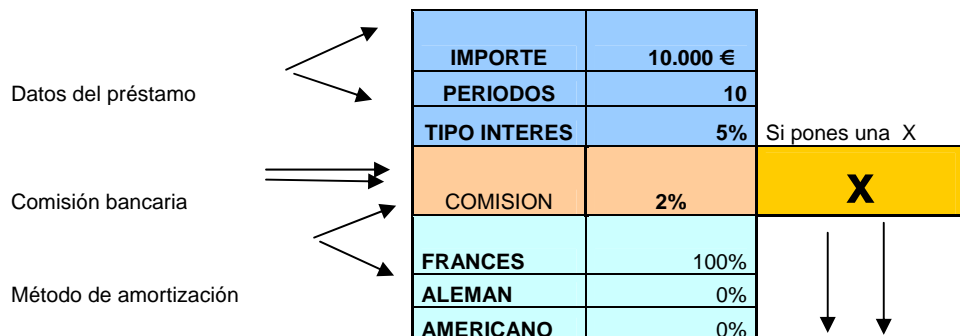 IMPORTE 10.000 €
Datos del préstamo PERIODOS 10
TIPO INTERES 5% Si pones una X
Comisión bancaria COMISION 2% X
FRANCES 100%
Método de amortización ALEMAN 0%
AMERICANO 0%